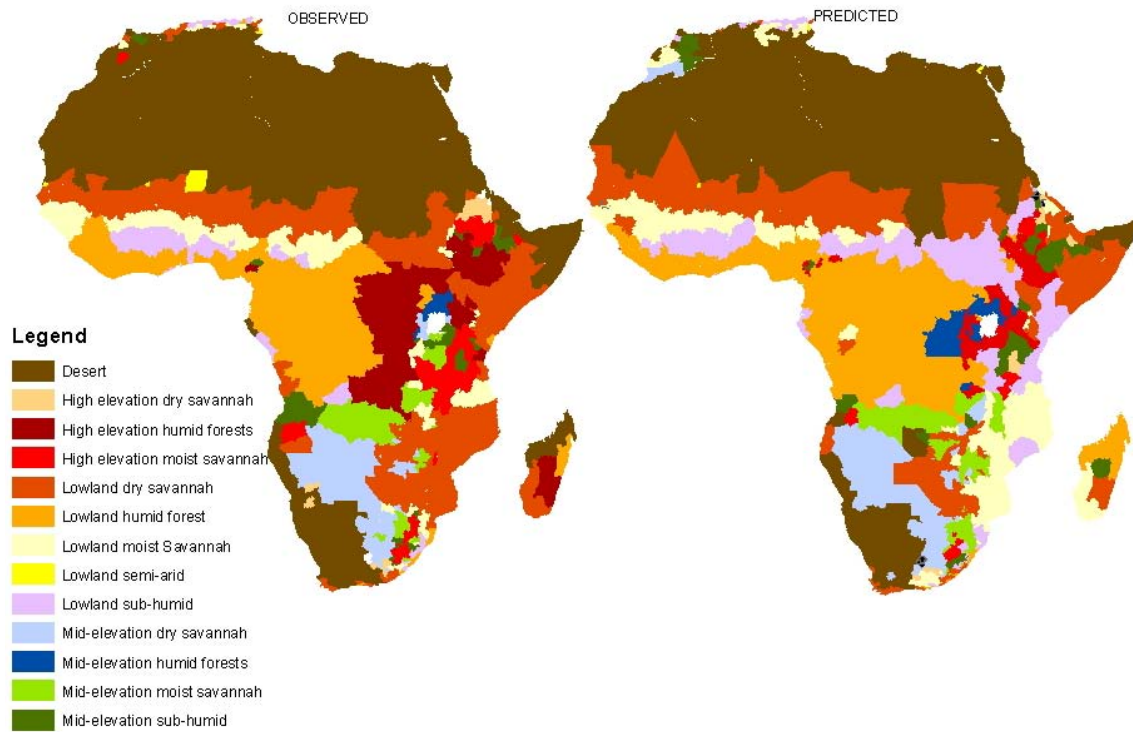 OBSERVED
PREDICTED
Legend
Desert
High elevation dry savannah
High elevation humid forests
High elevation moist savannah
Lowland dry savannah
Lowland humid forest
Lowland moist Savannah
Lowland semi-arid
Lowland sub-humid
Mid-elevation dry savannah
Mid-elevation humid forests
Mid-elevation moist savannah
Mid-elevation sub-humid